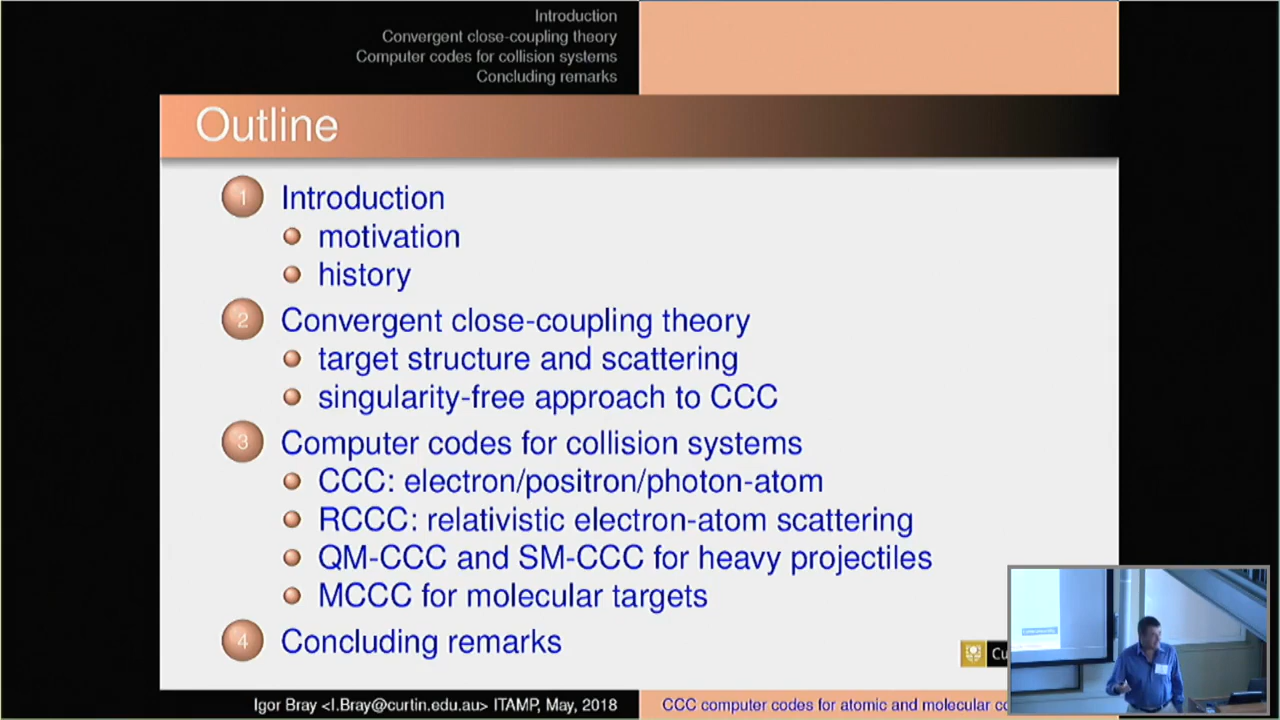 Introduction
Convergent close-coupling theory
Computer codes for collision systems
Concluding remarks
Outline
1 Introduction
motivation
history
2 Convergent close-coupling theory
target structure and scattering
singularity-free approach to CCC
3 Computer codes for collision systems
CCC: electron/positron/photon-atom
RCCC: relativistic electron-atom scattering
QM-CCC and SM-CCC for heavy projectiles
MCCC for molecular targets
4 Concluding remarks
Igor Bray <I.Bray@curtin.edu.au> ITAMP, May, 2018
CCC computer codes for atomic and molecular